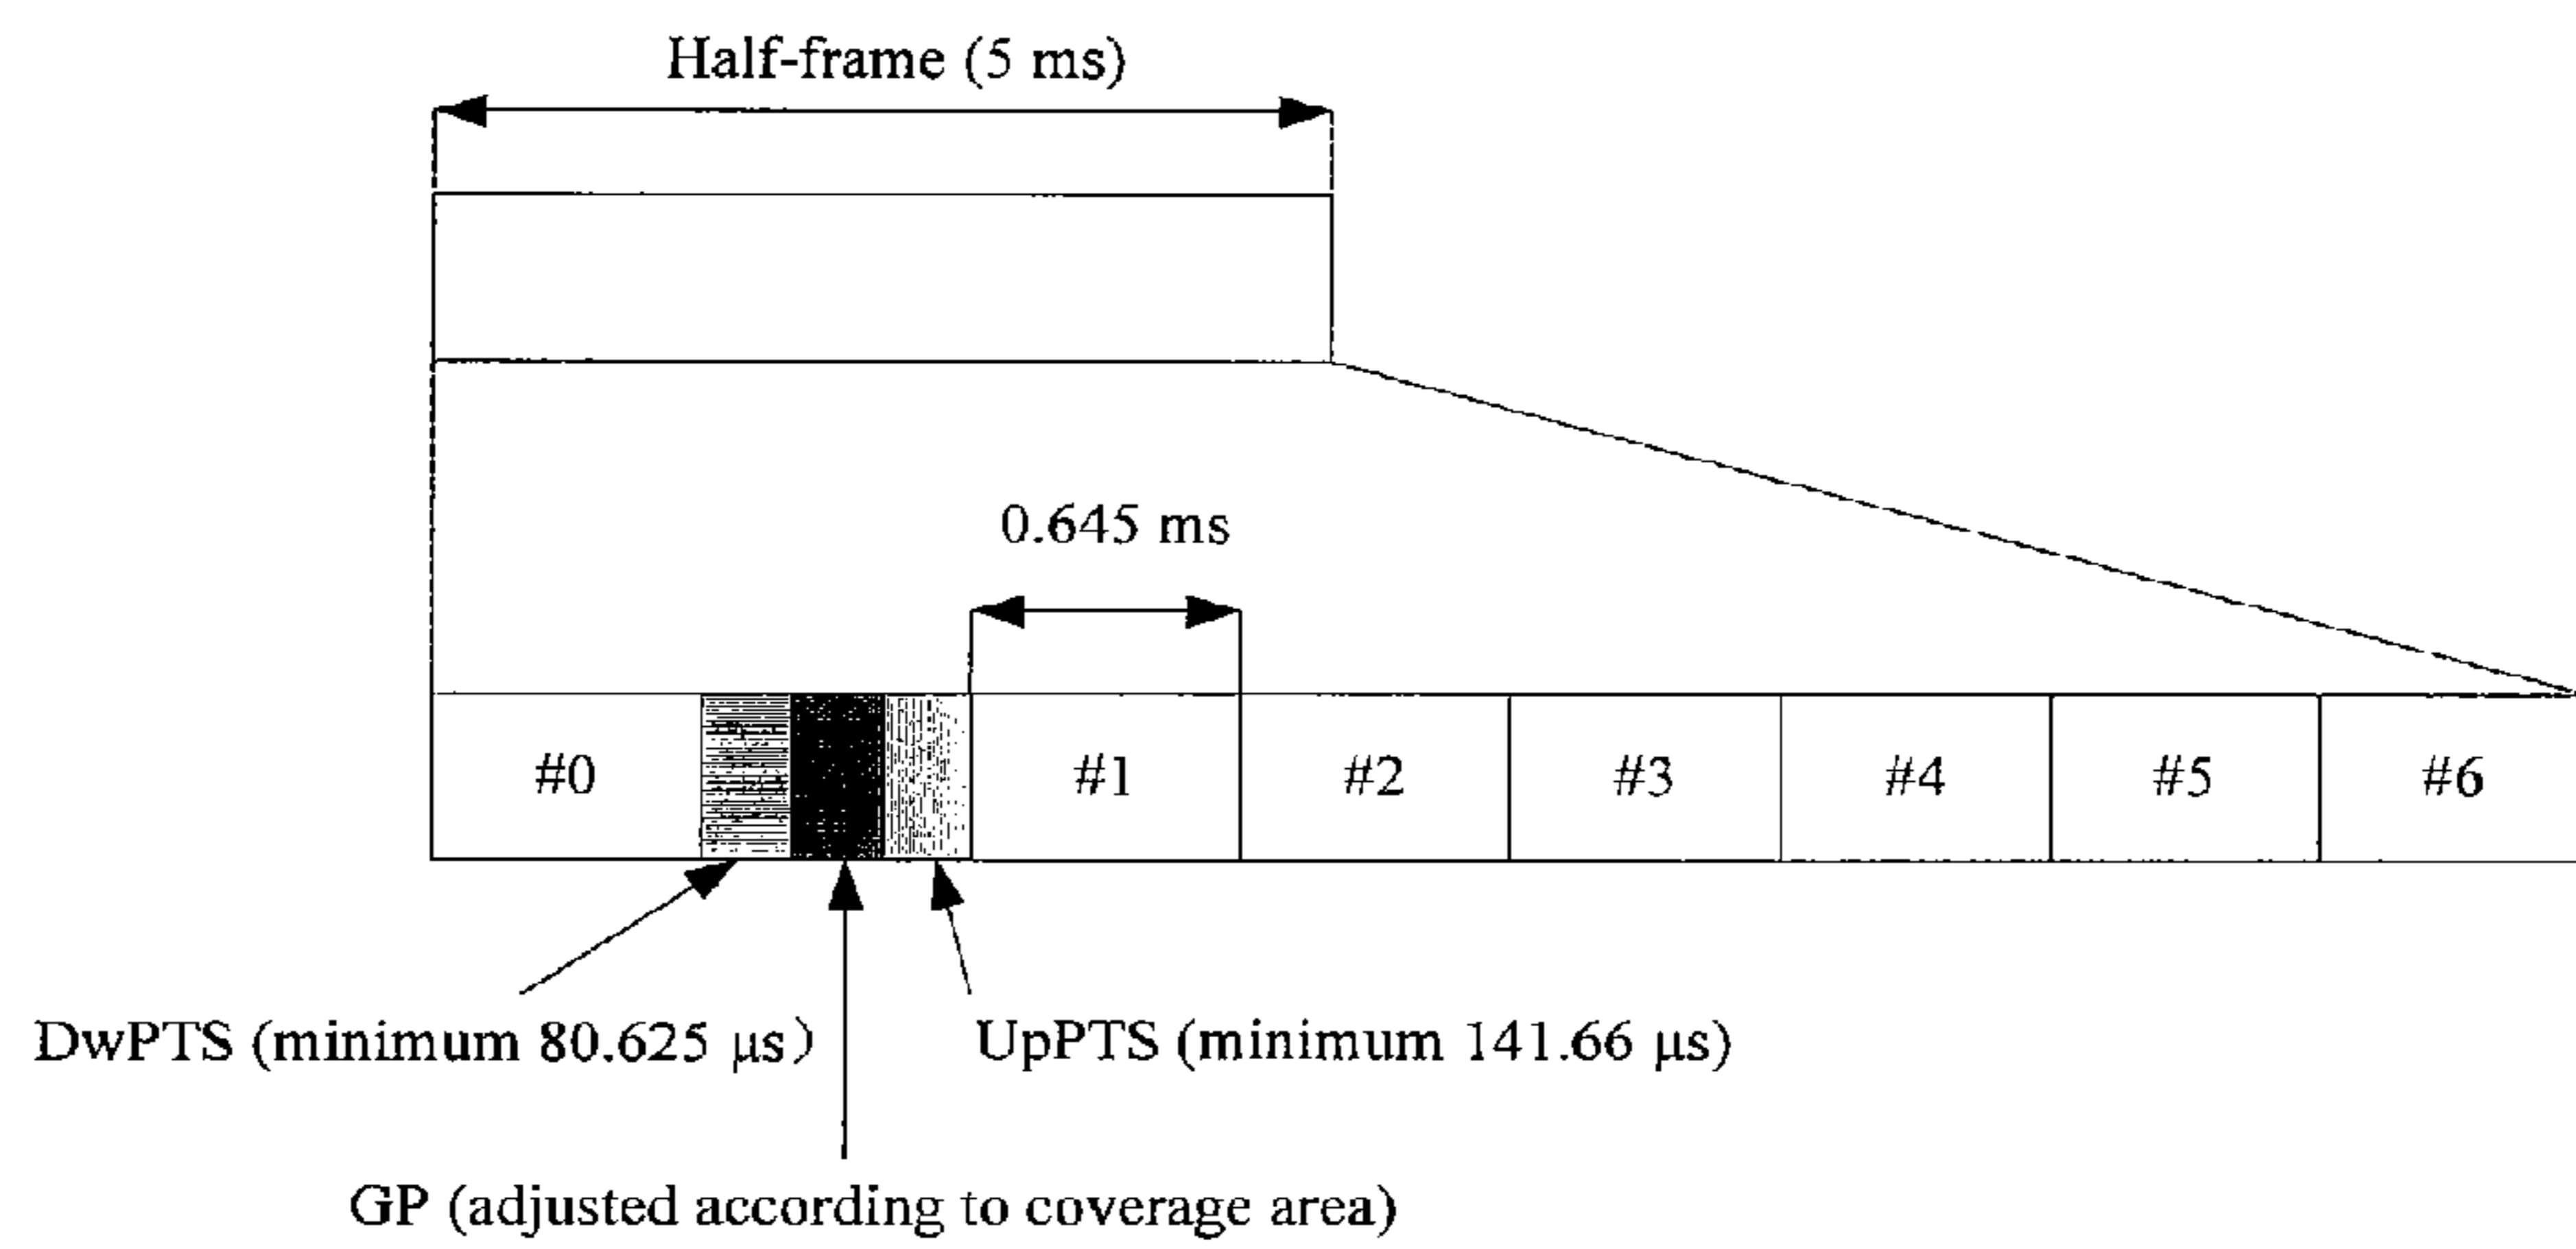 Half-frame (5 ms)
0.645 ms
#0 #1 #2 #3 #4 #5 #6
DwPTS (minimum 80.625 μs) UpPTS (minimum 141.66 μs)
GP (adjusted according to coverage area)